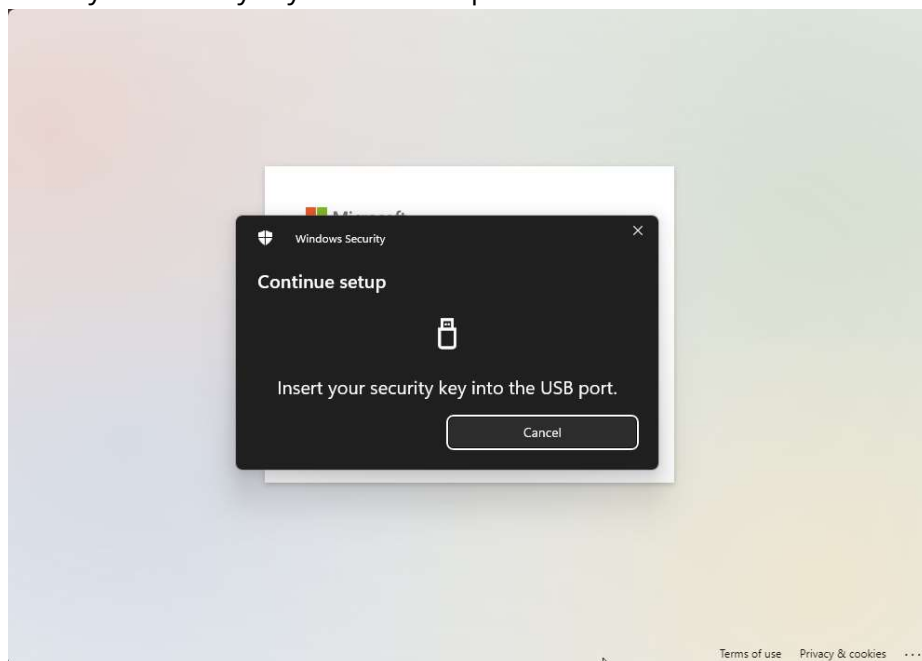 Windows Security
Continue setup
Insert your security key into the USB port.
Cancel
Terms of use Privacy & cookies ...